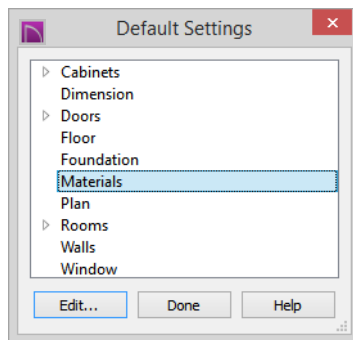 Default Settings
Cabinets
Dimension
Doors
Floor
Foundation
Materials
Plan
Rooms
Walls
Window
Edit... Done Help